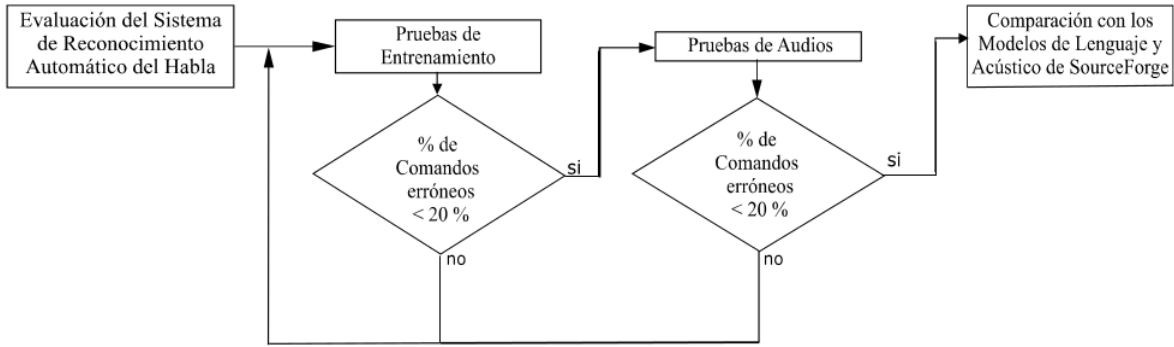 Evaluación del Sistema
de Reconocimiento
Automático del Habla
Pruebas de
Entrenamiento
% de
Comandos
erróneos
< 20 %
si
no
Pruebas de Audios
% de
Comandos
erróneos
< 20 %
si
no
Comparación con los
Modelos de Lenguaje y
Acústico de SourceForge